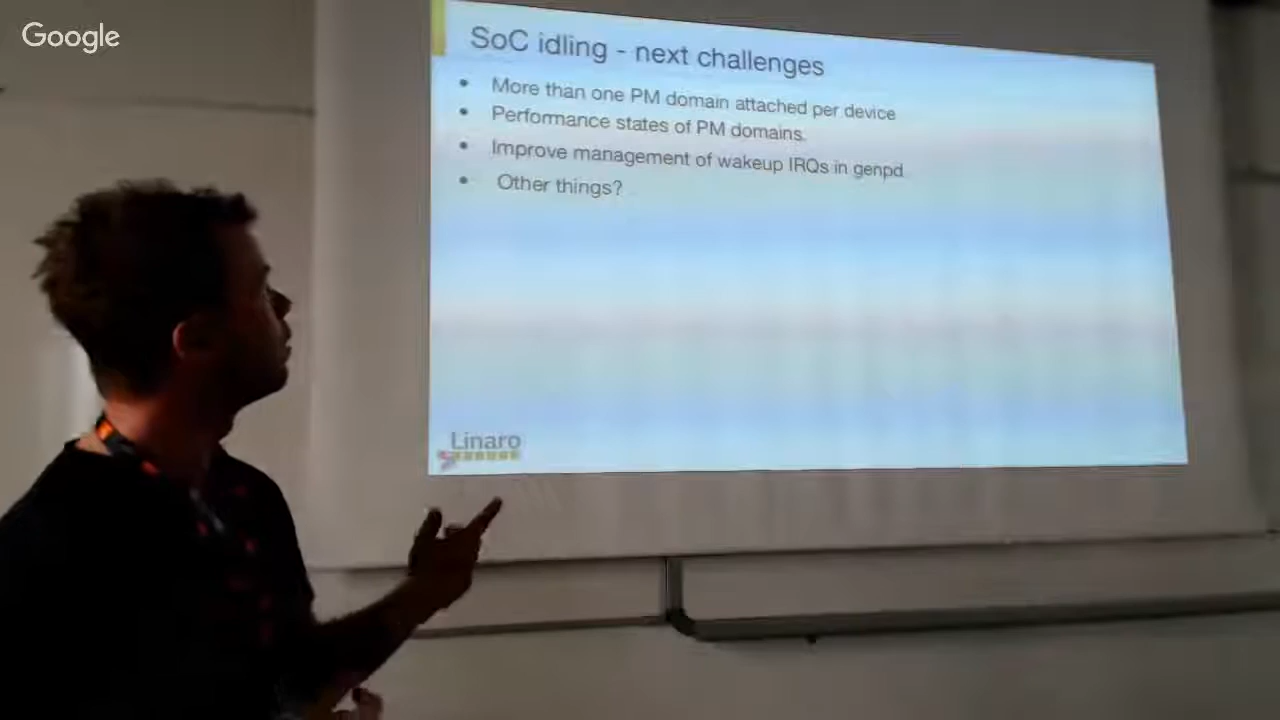 Google
SoC idling - next challenges
More than one PM domain attached per device
Performance states of PM domains.
Improve management of wakeup IRQs in genpd.
Other things?
Linaro